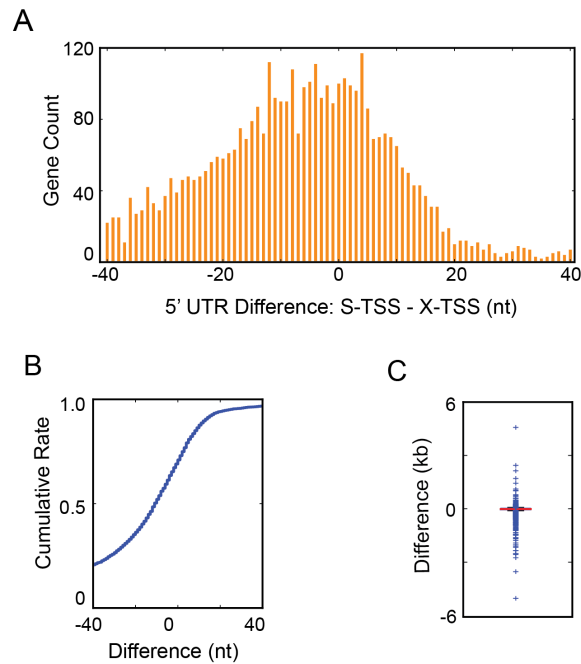 A
120
80
40
0
Gene Count
-40 -20 0 20 40
5' UTR Difference: S-TSS - X-TSS (nt)
B
1.0
0.5
0
Cumulative Rate
-40 0 40
Difference (nt)
C
6
0
-6
Difference (kb)